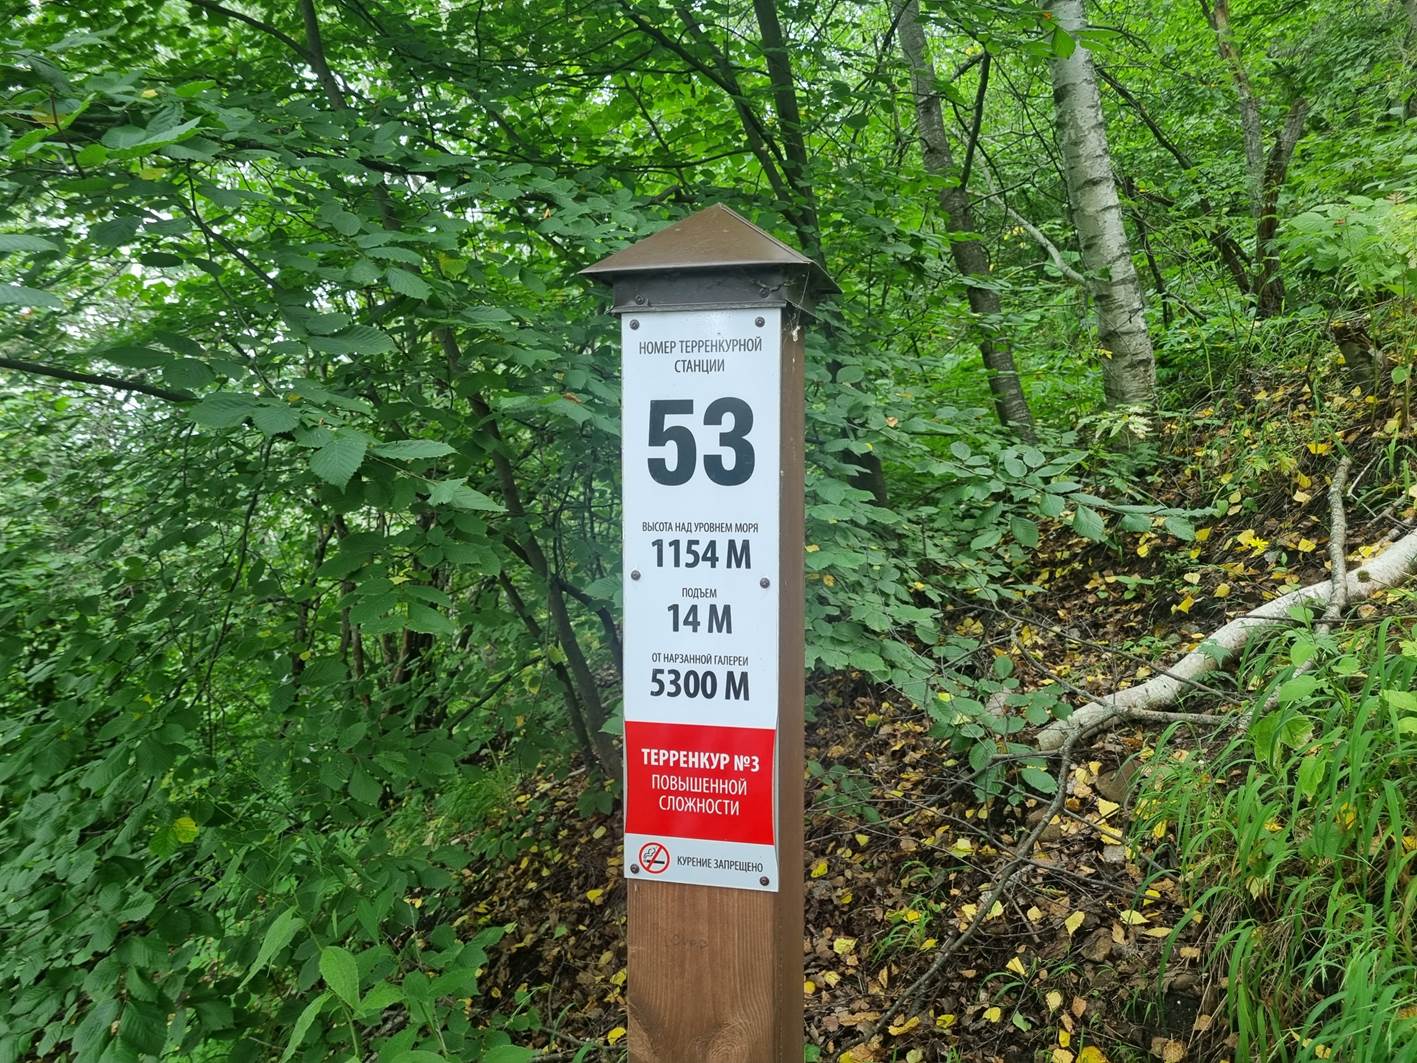 НОМЕР ТЕРРЕНКУРНОЙ
СТАНЦИИ
53
ВЫСОТА НАД УРОВНЕМ МОРЯ
1154 М
ПОДЪЕМ
14 М
ОТ НАРЗАННОЙ ГАЛЕРЕИ
5300 М
ТЕРРЕНКУР №3
ПОВЫШЕННОЙ
СЛОЖНОСТИ
КУРЕНИЕ ЗАПРЕЩЕНО